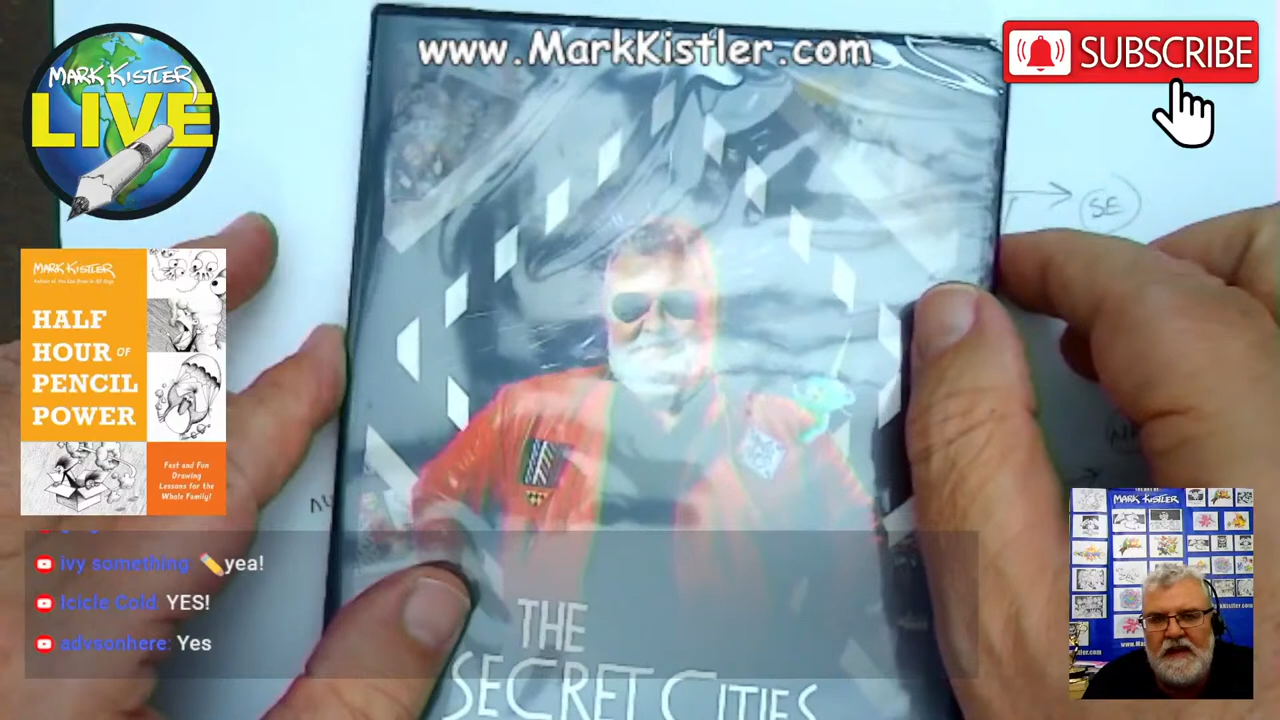 www.MarkKistler.com
SUBSCRIBE
MARK KISTLER
LIVE
SE
MARK KISTLER
HALF
HOUR OF
PENCIL
POWER
Fast and Fun
Drawing
Lessons for the
Whole Family!
MARK KISTLER
ivy something: ✏️yea!
Icicle Cold: YES!
advsonhere: Yes
THE
SECRET CITIES